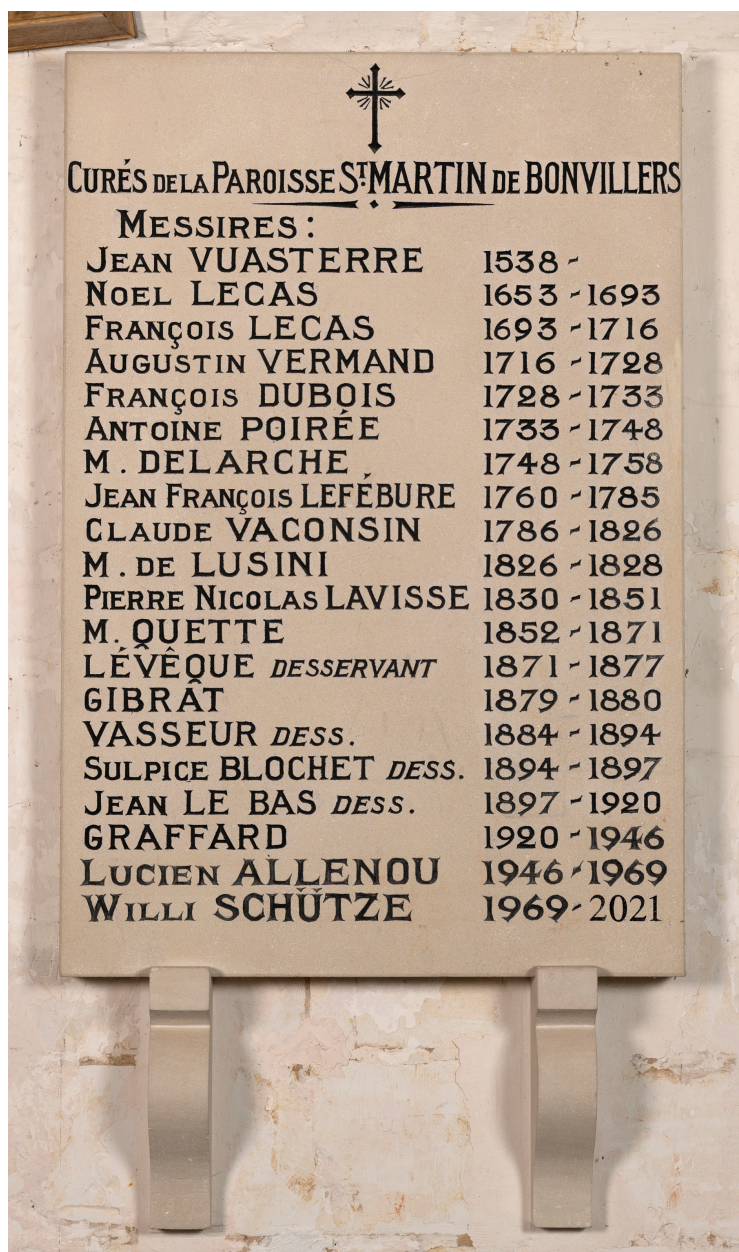 CURÉS DE LA PAROISSE ST. MARTIN DE BONVILLERS
MESSIRES:
JEAN VUASTERRE 1538 -
NOEL LECAS 1653 - 1693
FRANÇOIS LECAS 1693 - 1716
AUGUSTIN VERMAND 1716 - 1728
FRANÇOIS DUBOIS 1728 - 1733
ANTOINE POIRÉE 1733 - 1748
M. DELARCHE 1748 - 1758
JEAN FRANÇOIS LEFÉBURE 1760 - 1785
CLAUDE VACONSIN 1786 - 1826
M. DE LUSINI 1826 - 1828
PIERRE NICOLAS LAVISSE 1830 - 1851
M. QUETTE 1852 - 1871
LÉVÊQUE DESSERVANT 1871 - 1877
GIBRÂT 1879 - 1880
VASSEUR DESS. 1884 - 1894
SULPICE BLOCHET DESS. 1894 - 1897
JEAN LE BAS DESS. 1897 - 1920
GRAFFARD 1920 - 1946
LUCIEN ALLENOU 1946 - 1969
WILLI SCHÜTZE 1969 - 2021